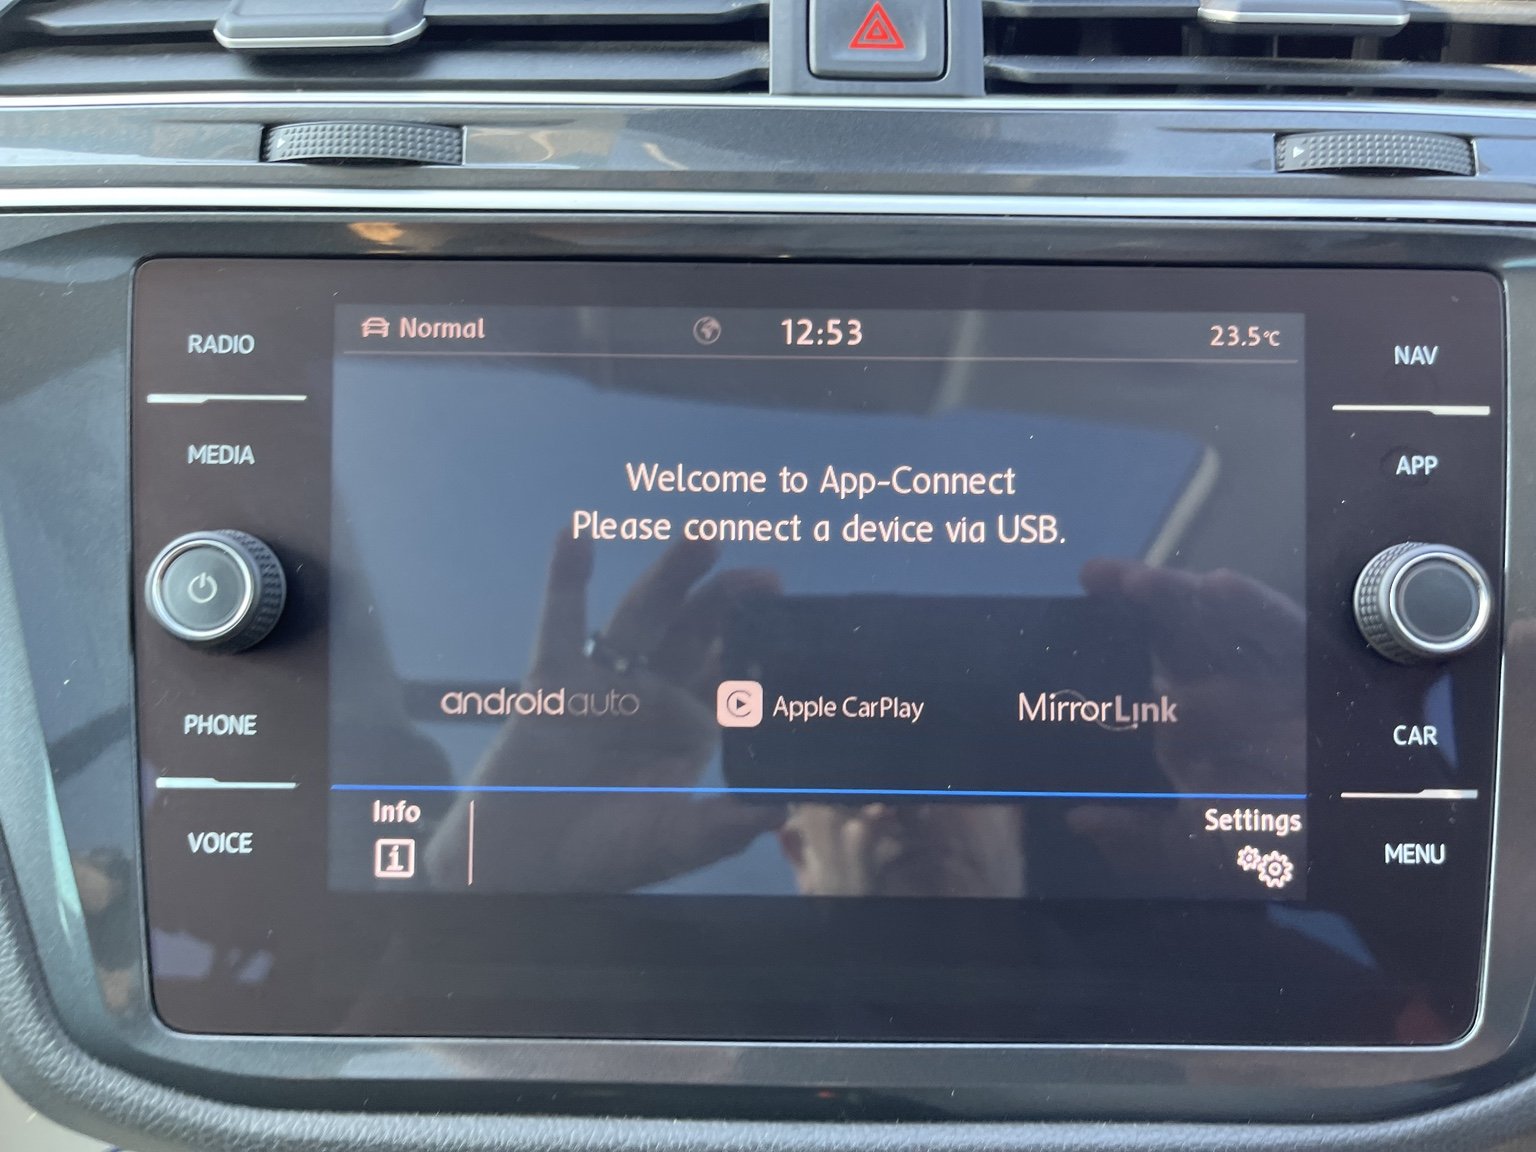 RADIO
MEDIA
PHONE
VOICE
Normal
12:53
23.5°C
Welcome to App-Connect
Please connect a device via USB.
androidauto
Apple CarPlay
MirrorLink
Info
Settings
NAV
APP
CAR
MENU